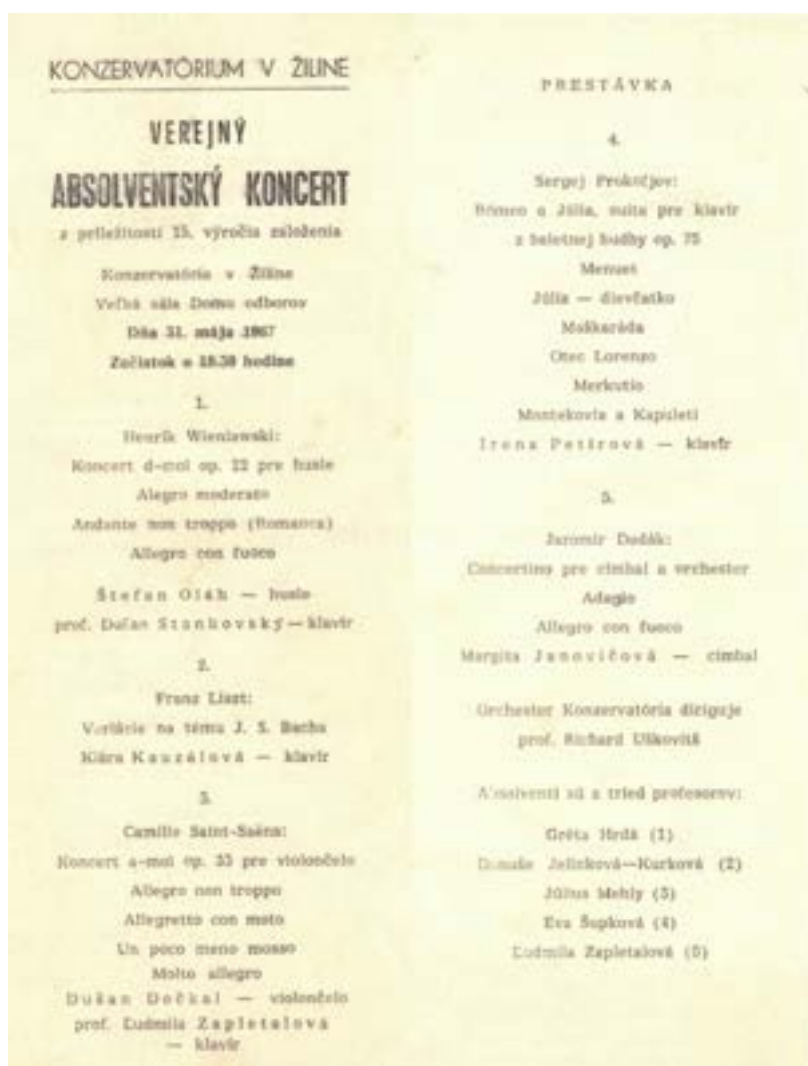 KONZERVATÓRIUM V ŽILINE
VEREJNÝ
ABSOLVENTSKÝ KONCERT
z príležitosti 15. výročia založenia
Konzervatória v Žiline
Veľká sála Domu odborov
Dňa 31. mája 1967
Začiatok o 18.30 hodine
1.
Henrik Wieniawski:
Koncert d-mol op. 22 pre husle
Alegro moderato
Andante non troppo (Romanca)
Allegro con fuoco
Štefan Oláh — husle
prof. Dušan Stankovský — klavír
2.
Franz Liszt:
Variácie na tému J. S. Bacha
Klára Kauzálová — klavír
3.
Camille Saint-Saëns:
Koncert a-mol op. 33 pre violončelo
Allegro non troppo
Allegretto con moto
Un poco meno mosso
Molto allegro
Dušan Dočkal — violončelo
prof. Ľudmila Zapletalová
— klavír
PRESTÁVKA
4.
Sergej Prokofjev:
Rómeo a Júlia, suita pre klavír
z baletnej hudby op. 75
Menuet
Júlia — dievčatko
Maškaráda
Otec Lorenzo
Merkutio
Montekovia a Kapuleti
Irena Petírová — klavír
5.
Jaromír Dadák:
Concertino pre cimbal a orchester
Adagio
Allegro con fuoco
Margita Janovičová — cimbal
Orchester Konzervatória diriguje
prof. Richard
Absolventi sú z tried profesorov:
Gréta Hrdá (1)
Danuše Jelínková—Kurková (2)
Július Mehly (3)
Eva Šupková (4)
Ľudmila Zapletalová (5)